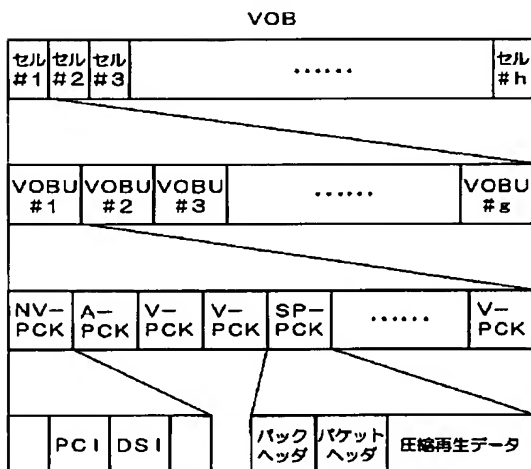 VOB
セル #1 セル #2 セル #3 …… セル #h
VOBU #1 VOBU #2 VOBU #3 …… VOBU #g
NV-PCK A-PCK V-PCK V-PCK SP-PCK …… V-PCK
PCI DSI パックヘッダ パケットヘッダ 圧縮再生データ